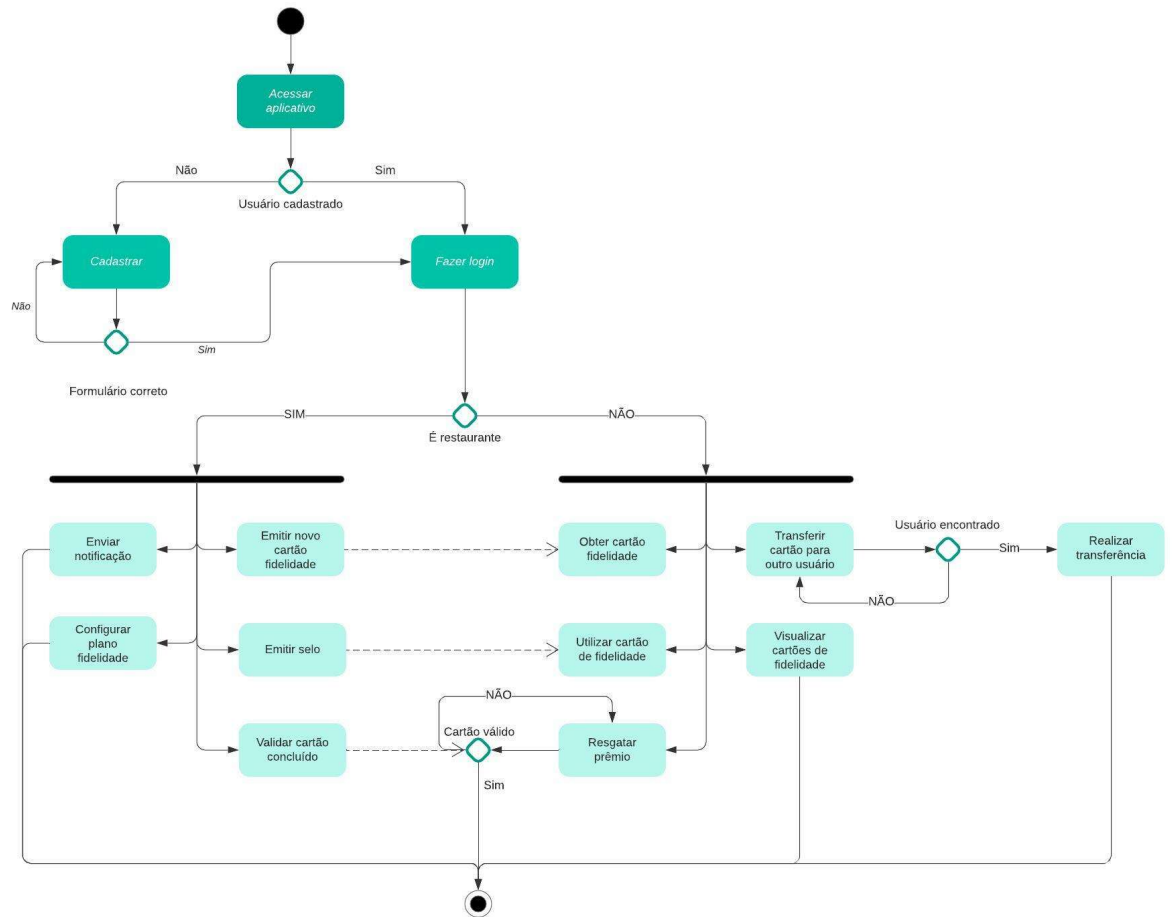 Acessar
aplicativo
Não
Sim
Usuário cadastrado
Cadastrar
Fazer login
Não
Sim
Formulário correto
SIM
NÃO
É restaurante
Enviar
notificação
Emitir novo
cartão
fidelidade
Obter cartão
fidelidade
Transferir
cartão para
outro usuário
Usuário encontrado
Sim
Realizar
transferência
NÃO
Configurar
plano
fidelidade
Emitir selo
Utilizar cartão
de fidelidade
Visualizar
cartões de
fidelidade
NÃO
Validar cartão
concluído
Cartão válido
Resgatar
prêmio
Sim